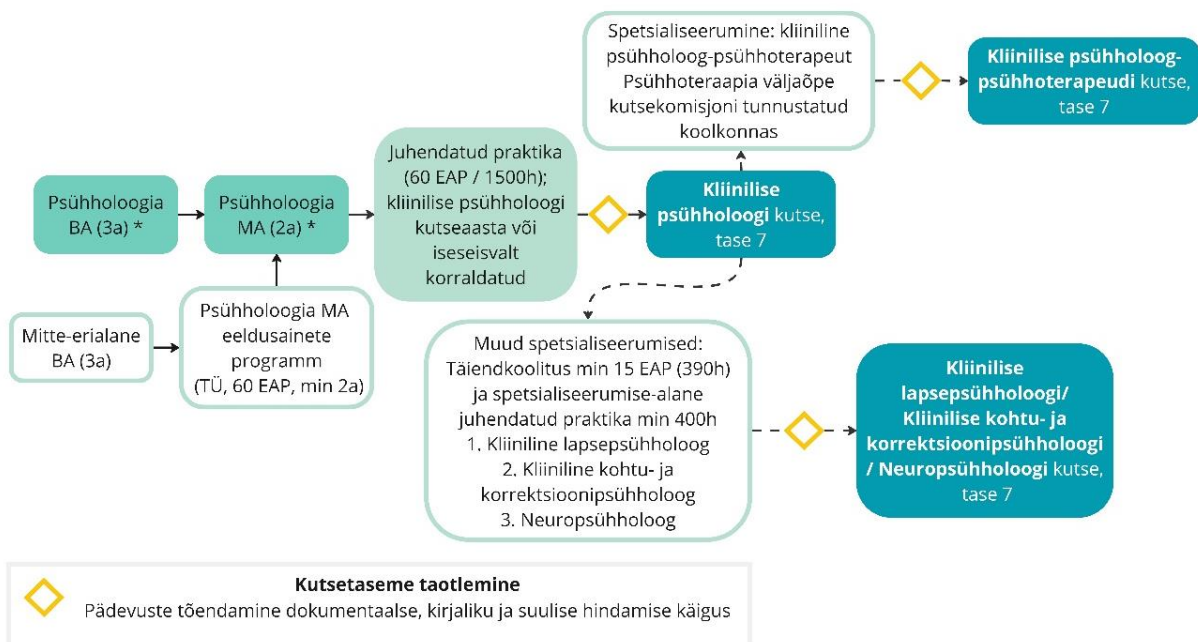 Spetsialiseerumine: kliiniline
psühholoog-psühhoterapeut
Psühhoteraapia väljaõpe
kutsekomisjoni tunnustatud
koolkonnas
Kliinilise psühholoog-
psühhoterapeudi kutse,
tase 7
Psühholoogia
BA (3a) *
Psühholoogia
MA (2a) *
Juhendatud praktika
(60 EAP / 1500h);
kliinilise psühholoogi
kutseaasta või
iseseisvalt
korraldatud
Kliinilise
psühholoogi kutse,
tase 7
Mitte-erialane
BA (3a)
Psühholoogia MA
eeldusainete
programm
(TÜ, 60 EAP, min 2a)
Muud spetsialiseerumised:
Täiendkoolitus min 15 EAP (390h)
ja spetsialiseerumise-alane
juhendatud praktika min 400h
1. Kliiniline lapsepsühholoog
2. Kliiniline kohtu- ja
korrektsioonipsühholoog
3. Neuropsühholoog
Kliinilise
lapsepsühholoogi/
Kliinilise kohtu- ja
korrektsioonipsühholoogi
/ Neuropsühholoogi kutse,
tase 7
Kutsetaseme taotlemine
Pädevuste tõendamine dokumentaalse, kirjaliku ja suulise hindamise käigus